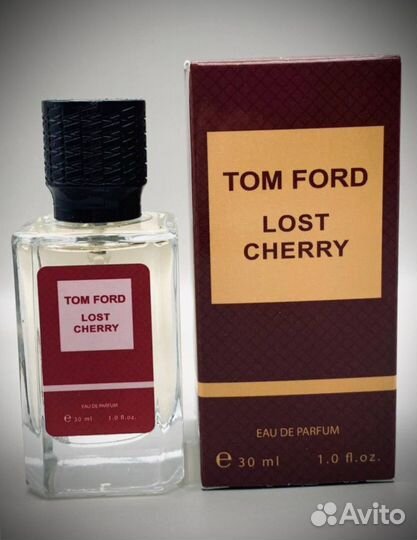 TOM FORD
LOST
CHERRY
EAU DE PARFUM
e 30 ml 1.0 fl.oz.
TOM FORD
LOST
CHERRY
EAU DE PARFUM
e 30 ml 1.0 fl.oz.
Avito